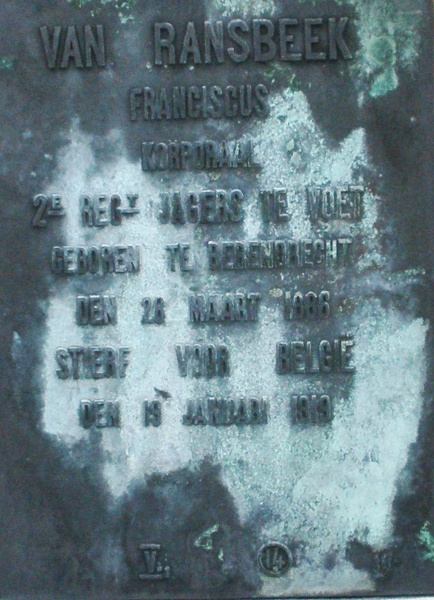 VAN RANSBEEK
FRANCISCUS
KORPORAAL
2E REGT JAGERS TE VOET
GEBOREN TE BERENDRECHT
DEN 26 MAART 1886
STIERF VOOR BELGIË
DEN 19 JANUARI 1919
V. 14